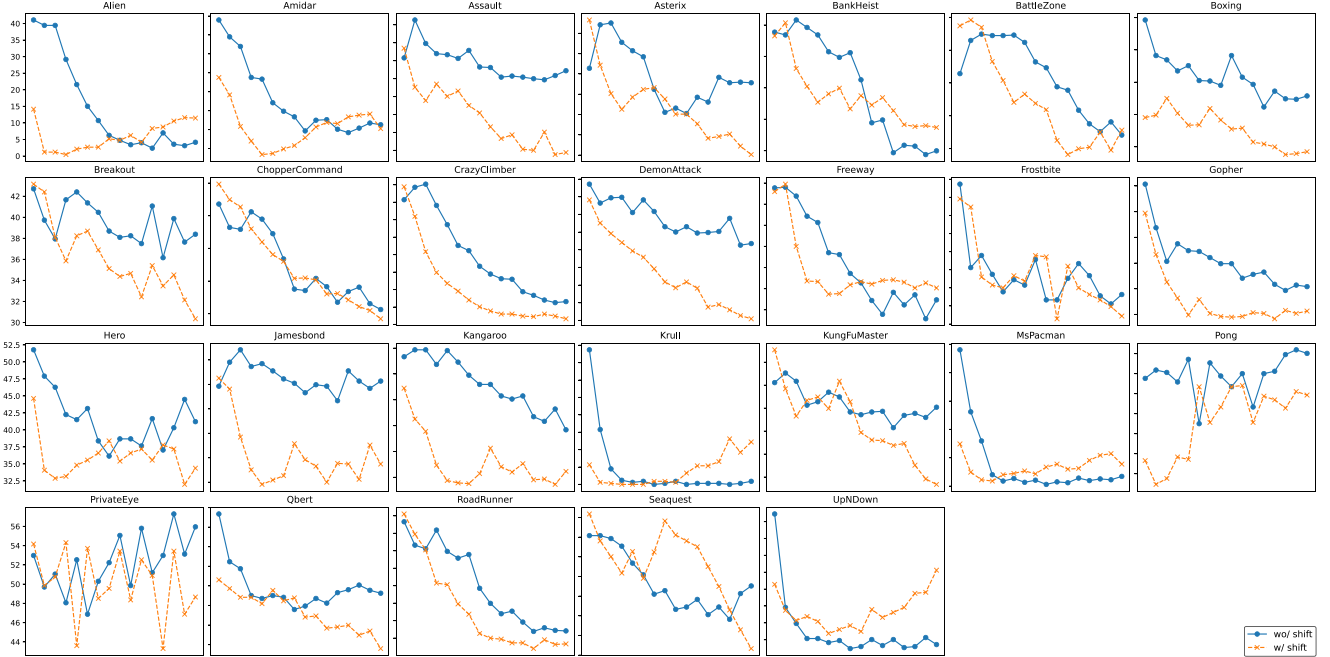 Alien
Amidar
Assault
Asterix
BankHeist
BattleZone
Boxing
40
35
30
25
20
15
10
5
0
Breakout
ChopperCommand
CrazyClimber
DemonAttack
Freeway
Frostbite
Gopher
42
40
38
36
34
32
30
Hero
Jamesbond
Kangaroo
Krull
KungFuMaster
MsPacman
Pong
52.5
50.0
47.5
45.0
42.5
40.0
37.5
35.0
32.5
PrivateEye
Qbert
RoadRunner
Seaquest
UpNDown
56
54
52
50
48
46
44
wo/ shift
w/ shift